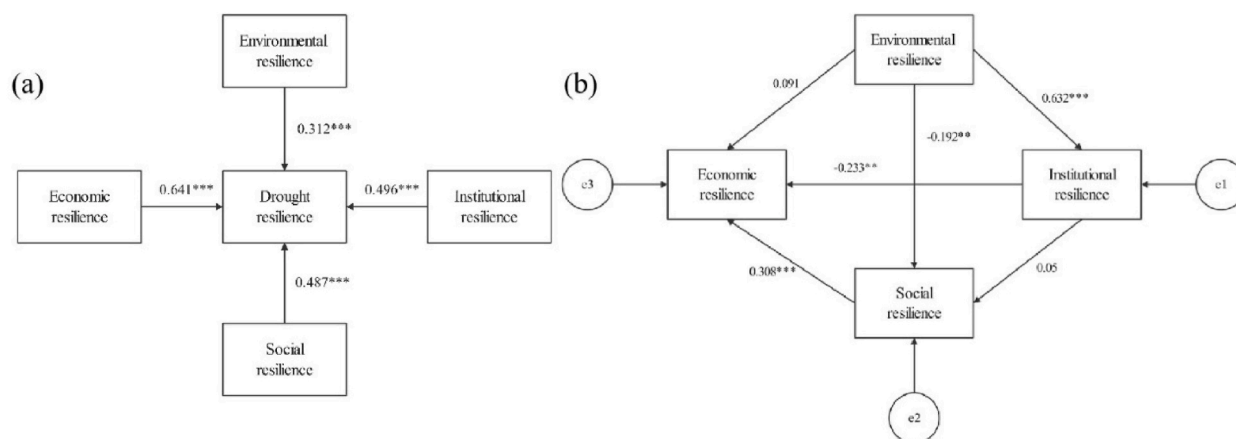 (a)
Environmental
resilience
0.312***
Economic
resilience
0.641***
Drought
resilience
0.496***
Institutional
resilience
0.487***
Social
resilience
(b)
Environmental
resilience
0.091
-0.192**
0.632***
e3
Economic
resilience
-0.233**
Institutional
resilience
e1
0.308***
0.05
Social
resilience
e2